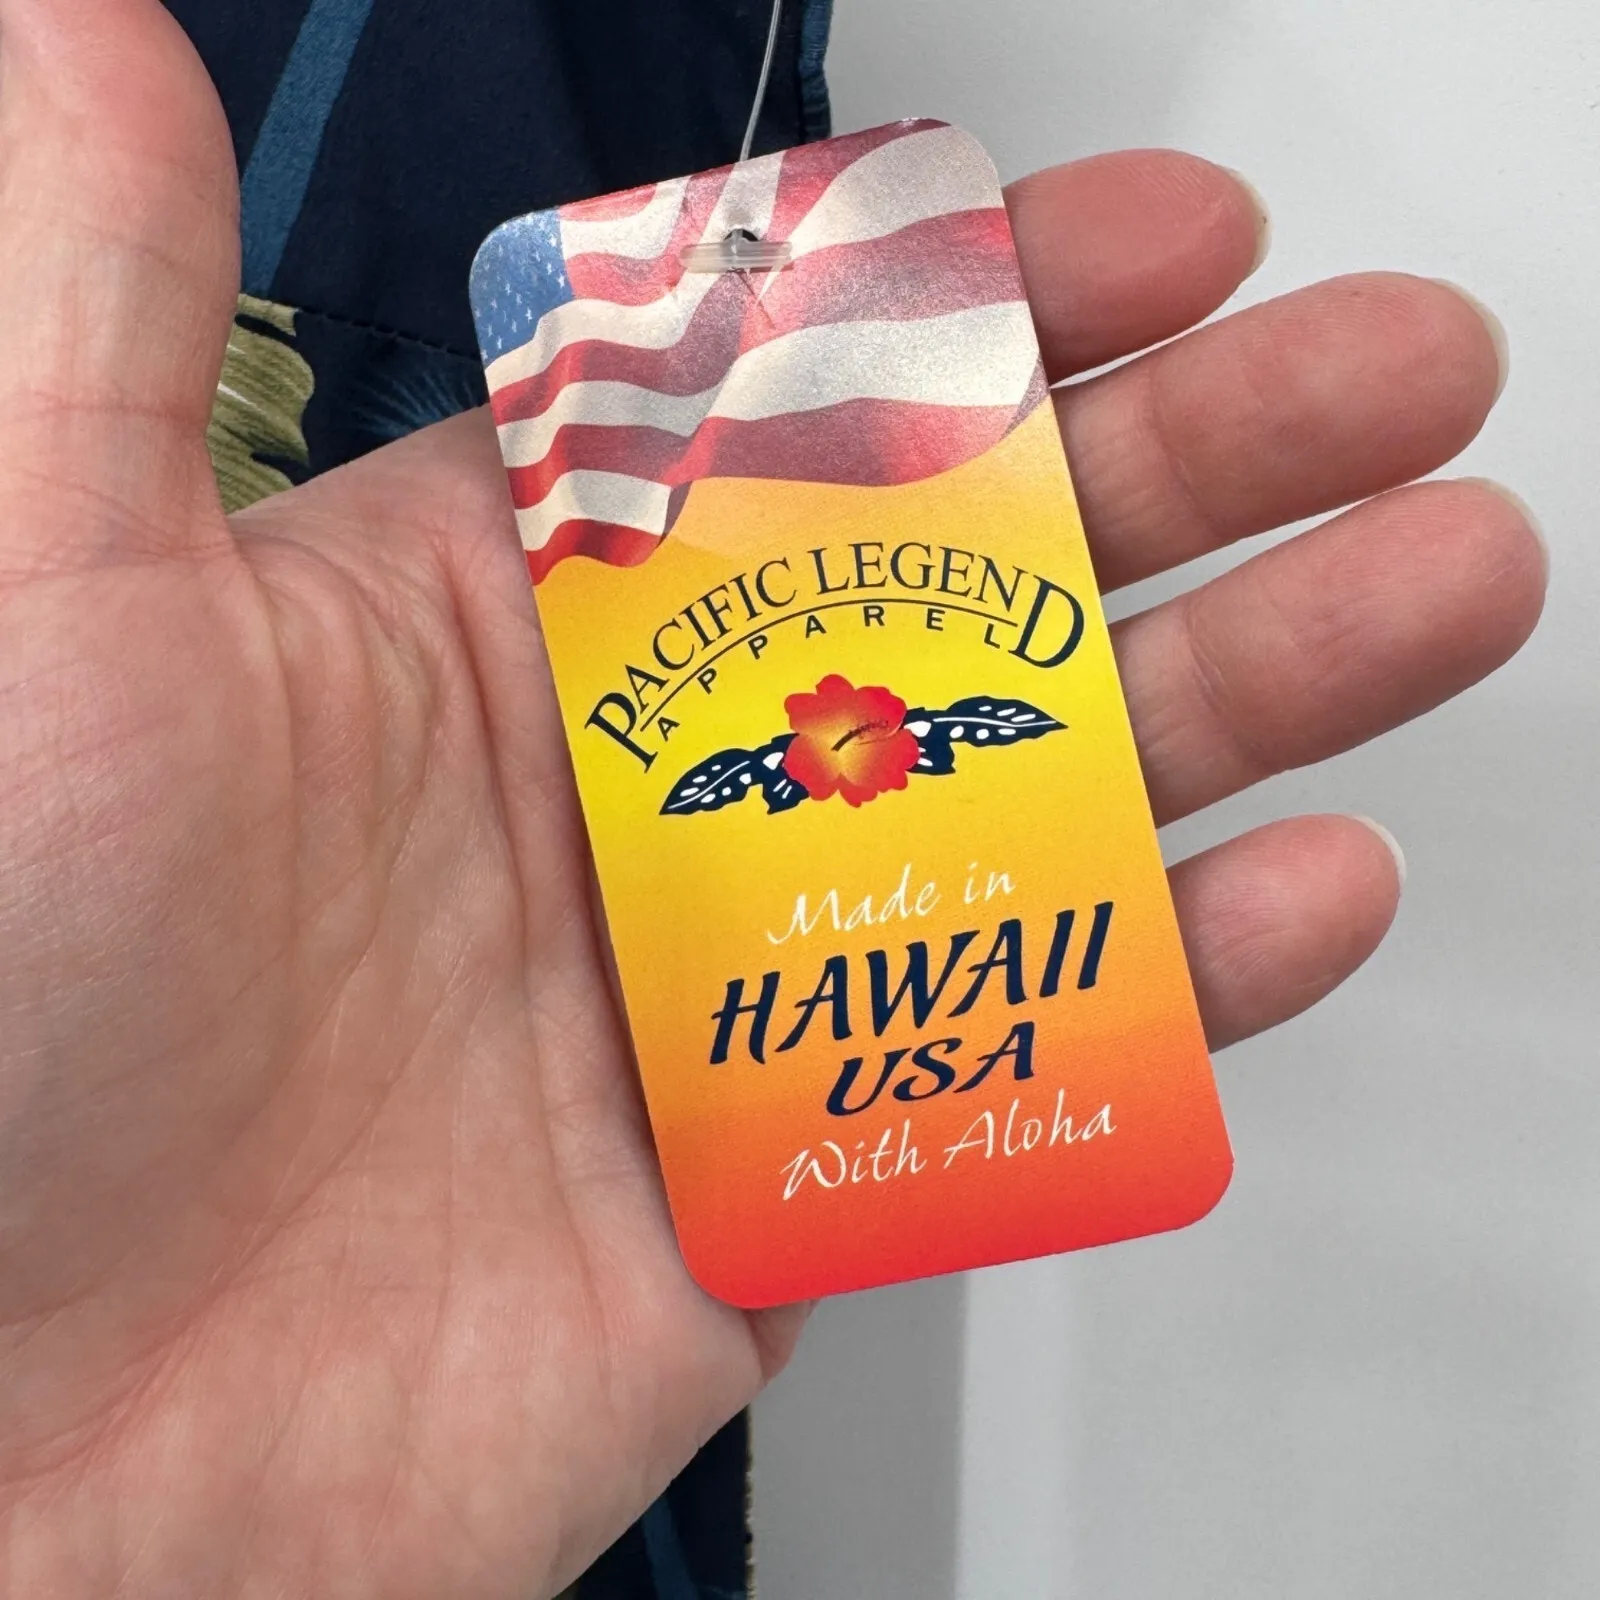 PACIFIC LEGEND
APPAREL
Made in
HAWAII
USA
With Aloha